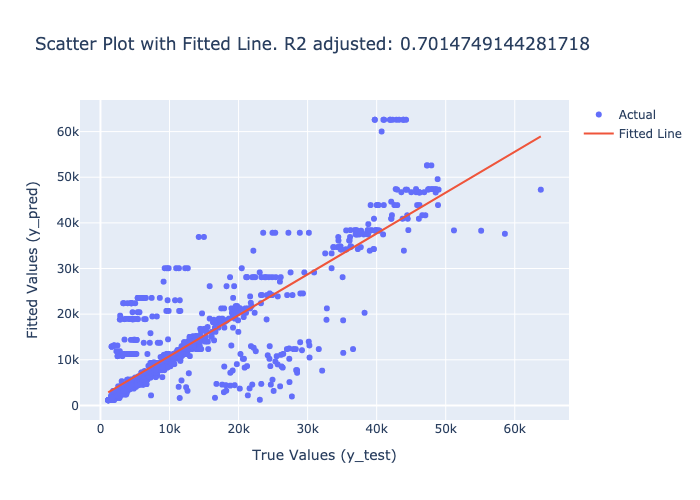 Scatter Plot with Fitted Line. R2 adjusted: 0.7014749144281718
Actual
Fitted Line
60k
50k
40k
30k
20k
10k
0
Fitted Values (y_pred)
0 10k 20k 30k 40k 50k 60k
True Values (y_test)